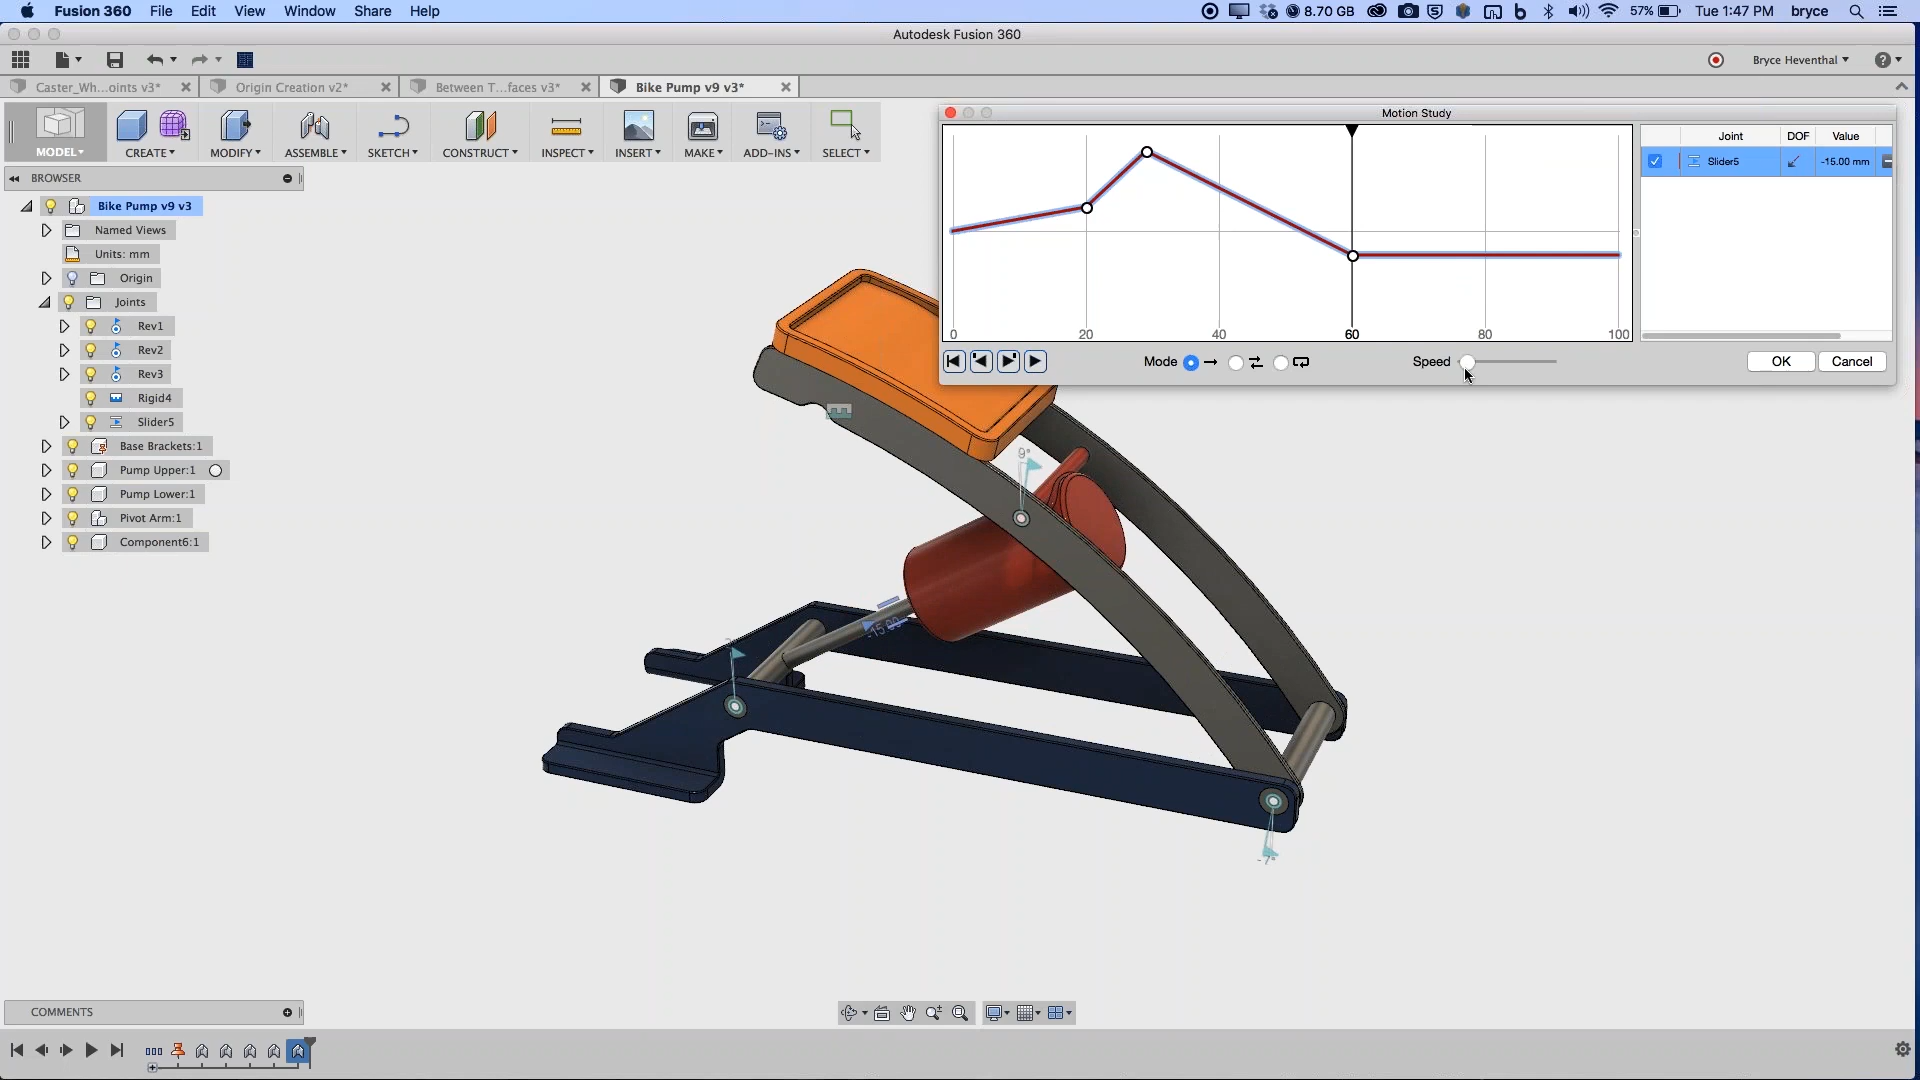 Fusion 360 File Edit View Window Share Help 8.70 GB 57% Tue 1:47 PM bryce
Autodesk Fusion 360
Bryce Heventhal
Caster_Wh...oints v3* Origin Creation v2* Between T...faces v3* Bike Pump v9 v3*
MODEL CREATE MODIFY ASSEMBLE SKETCH CONSTRUCT INSPECT INSERT MAKE ADD-INS SELECT
Motion Study
Joint DOF Value
Slider5 -15.00 mm
0 20 40 60 80 100
Mode Speed OK Cancel
BROWSER
Bike Pump v9 v3
Named Views
Units: mm
Origin
Joints
Rev1
Rev2
Rev3
Rigid4
Slider5
Base Brackets:1
Pump Upper:1
Pump Lower:1
Pivot Arm:1
Component6:1
9°
-15.00
-7°
COMMENTS